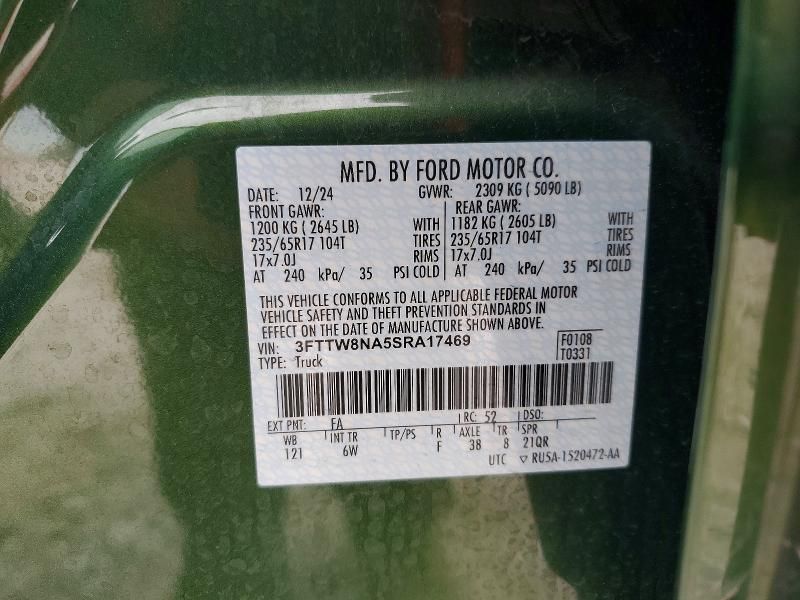 MFD. BY FORD MOTOR CO.
DATE: 12/24 GVWR: 2309 KG ( 5090 LB)
FRONT GAWR: REAR GAWR:
1200 KG ( 2645 LB) WITH 1182 KG ( 2605 LB) WITH
235/65R17 104T TIRES 235/65R17 104T TIRES
17x7.0J RIMS 17x7.0J RIMS
AT 240 kPa/ 35 PSI COLD AT 240 kPa/ 35 PSI COLD
THIS VEHICLE CONFORMS TO ALL APPLICABLE FEDERAL MOTOR
VEHICLE SAFETY AND THEFT PREVENTION STANDARDS IN
EFFECT ON THE DATE OF MANUFACTURE SHOWN ABOVE.
VIN: 3FTTW8NA5SRA17469 F0108
TYPE: Truck T0331
EXT PNT: FA RC: 52 DSO:
WB INT TR TP/PS R AXLE TR SPR
121 6W F 38 8 21QR
UTC ▽ RU5A-1520472-AA